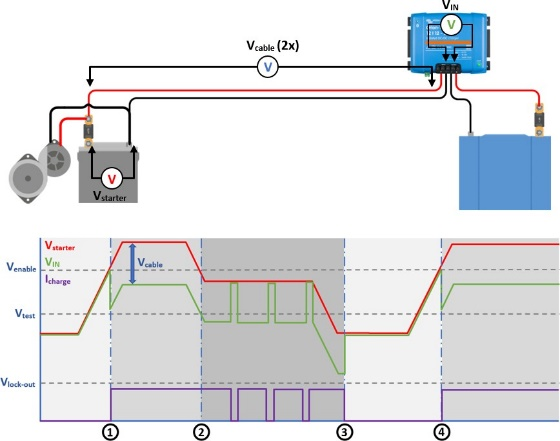 VIN
V
Vcable (2x)
V
V
Vstarter
Vstarter
VIN
Venable
Vcable
Icharge
Vtest
Vlock-out
1
2
3
4